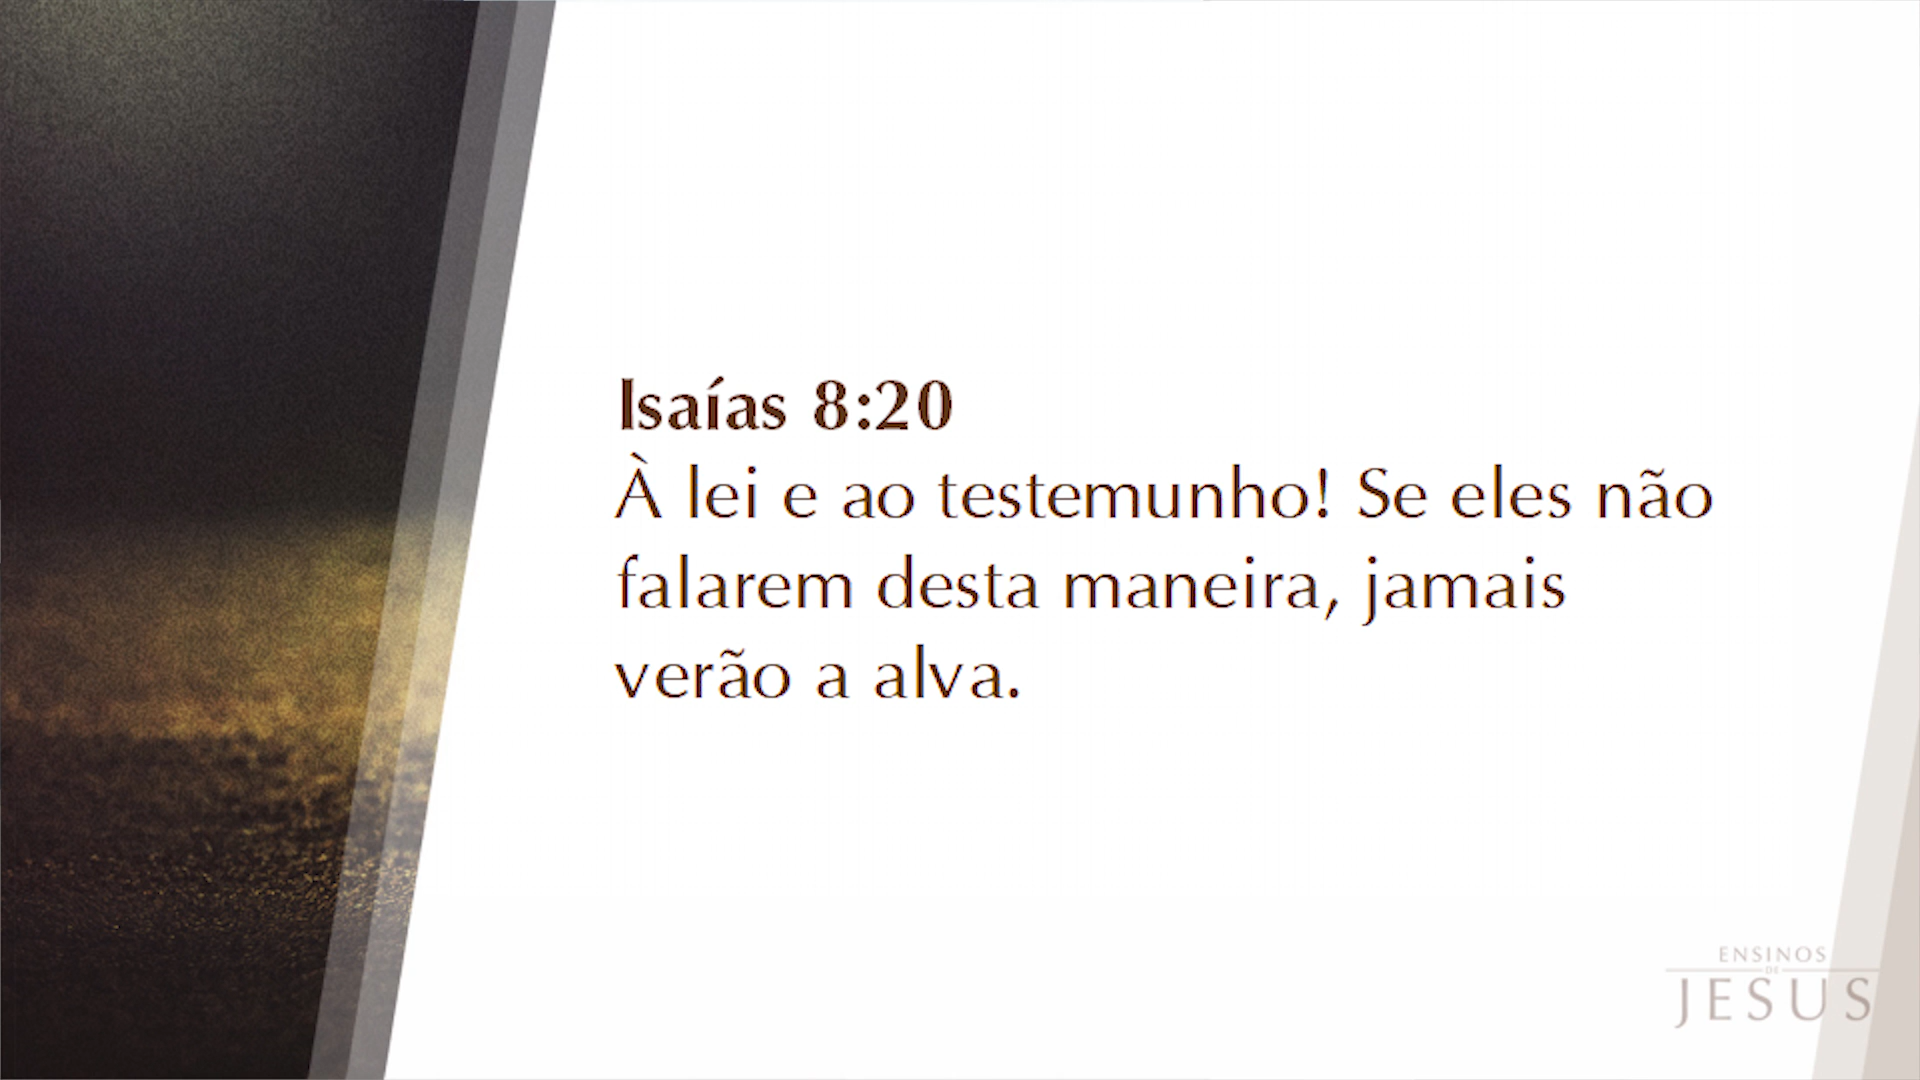 Isaías 8:20
À lei e ao testemunho! Se eles não
falarem desta maneira, jamais
verão a alva.
ENSINOS
DE
JESUS